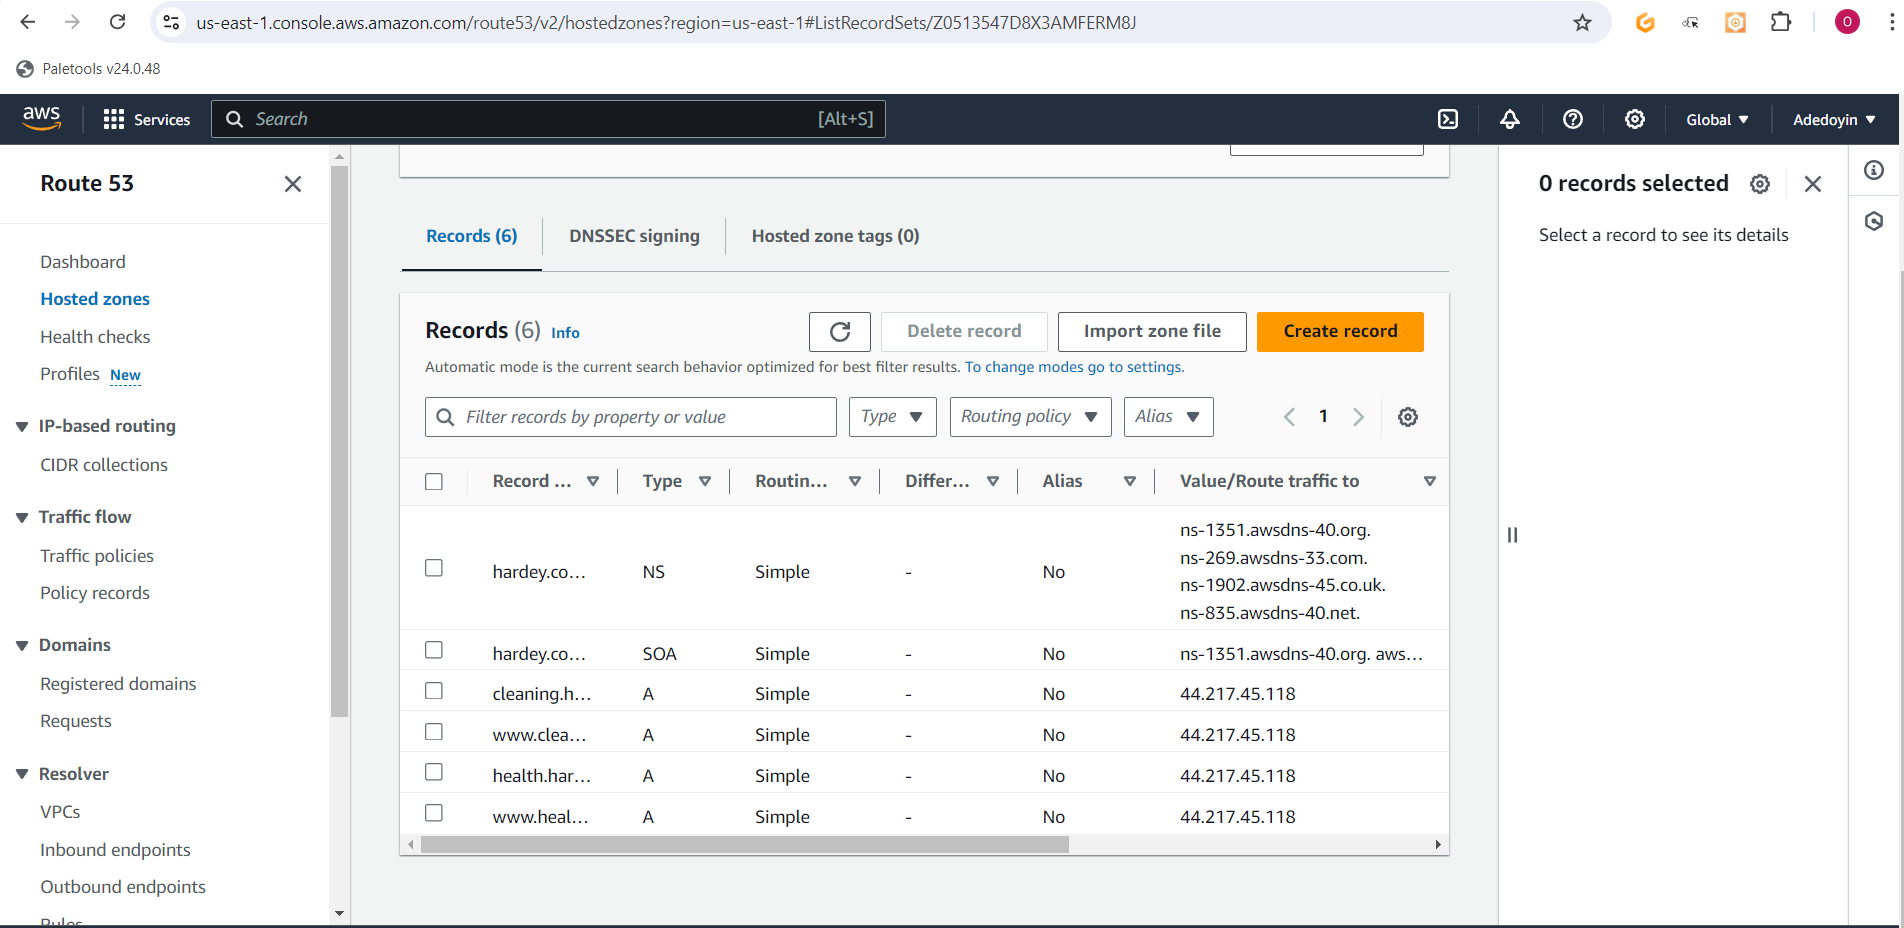 us-east-1.console.aws.amazon.com/route53/v2/hostedzones?region=us-east-1#ListRecordSets/Z0513547D8X3AMFERM8J
O
Paletools v24.0.48
aws
Services
Search
[Alt+S]
Global
Adedoyin
Route 53
Dashboard
Hosted zones
Health checks
Profiles New
IP-based routing
CIDR collections
Traffic flow
Traffic policies
Policy records
Domains
Registered domains
Requests
Resolver
VPCs
Inbound endpoints
Outbound endpoints
Rules
Records (6)
DNSSEC signing
Hosted zone tags (0)
Records (6) Info
Delete record
Import zone file
Create record
Automatic mode is the current search behavior optimized for best filter results. To change modes go to settings.
Filter records by property or value
Type
Routing policy
Alias
1
Record ... Type Routin... Differ... Alias Value/Route traffic to
hardey.co... NS Simple - No
ns-1351.awsdns-40.org.
ns-269.awsdns-33.com.
ns-1902.awsdns-45.co.uk.
ns-835.awsdns-40.net.
hardey.co... SOA Simple - No ns-1351.awsdns-40.org. aws...
cleaning.h... A Simple - No 44.217.45.118
www.clea... A Simple - No 44.217.45.118
health.har... A Simple - No 44.217.45.118
www.heal... A Simple - No 44.217.45.118
0 records selected
Select a record to see its details